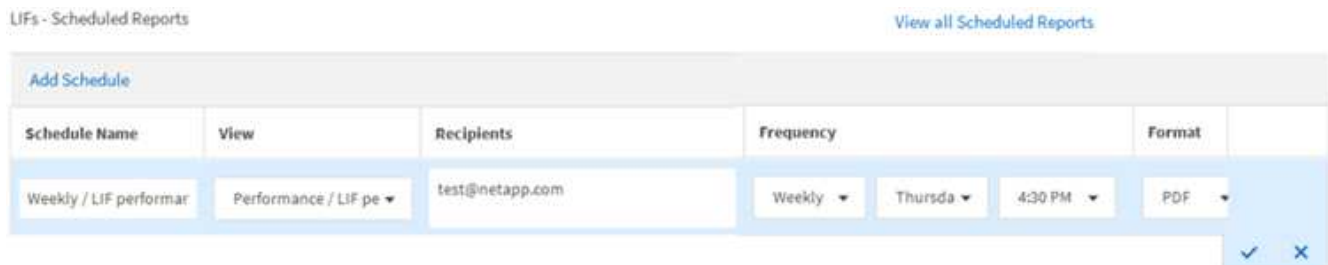 LIFs - Scheduled Reports View all Scheduled Reports
Add Schedule
Schedule Name View Recipients Frequency Format
Weekly / LIF performar Performance / LIF pe test@netapp.com Weekly Thursda 4:30 PM PDF